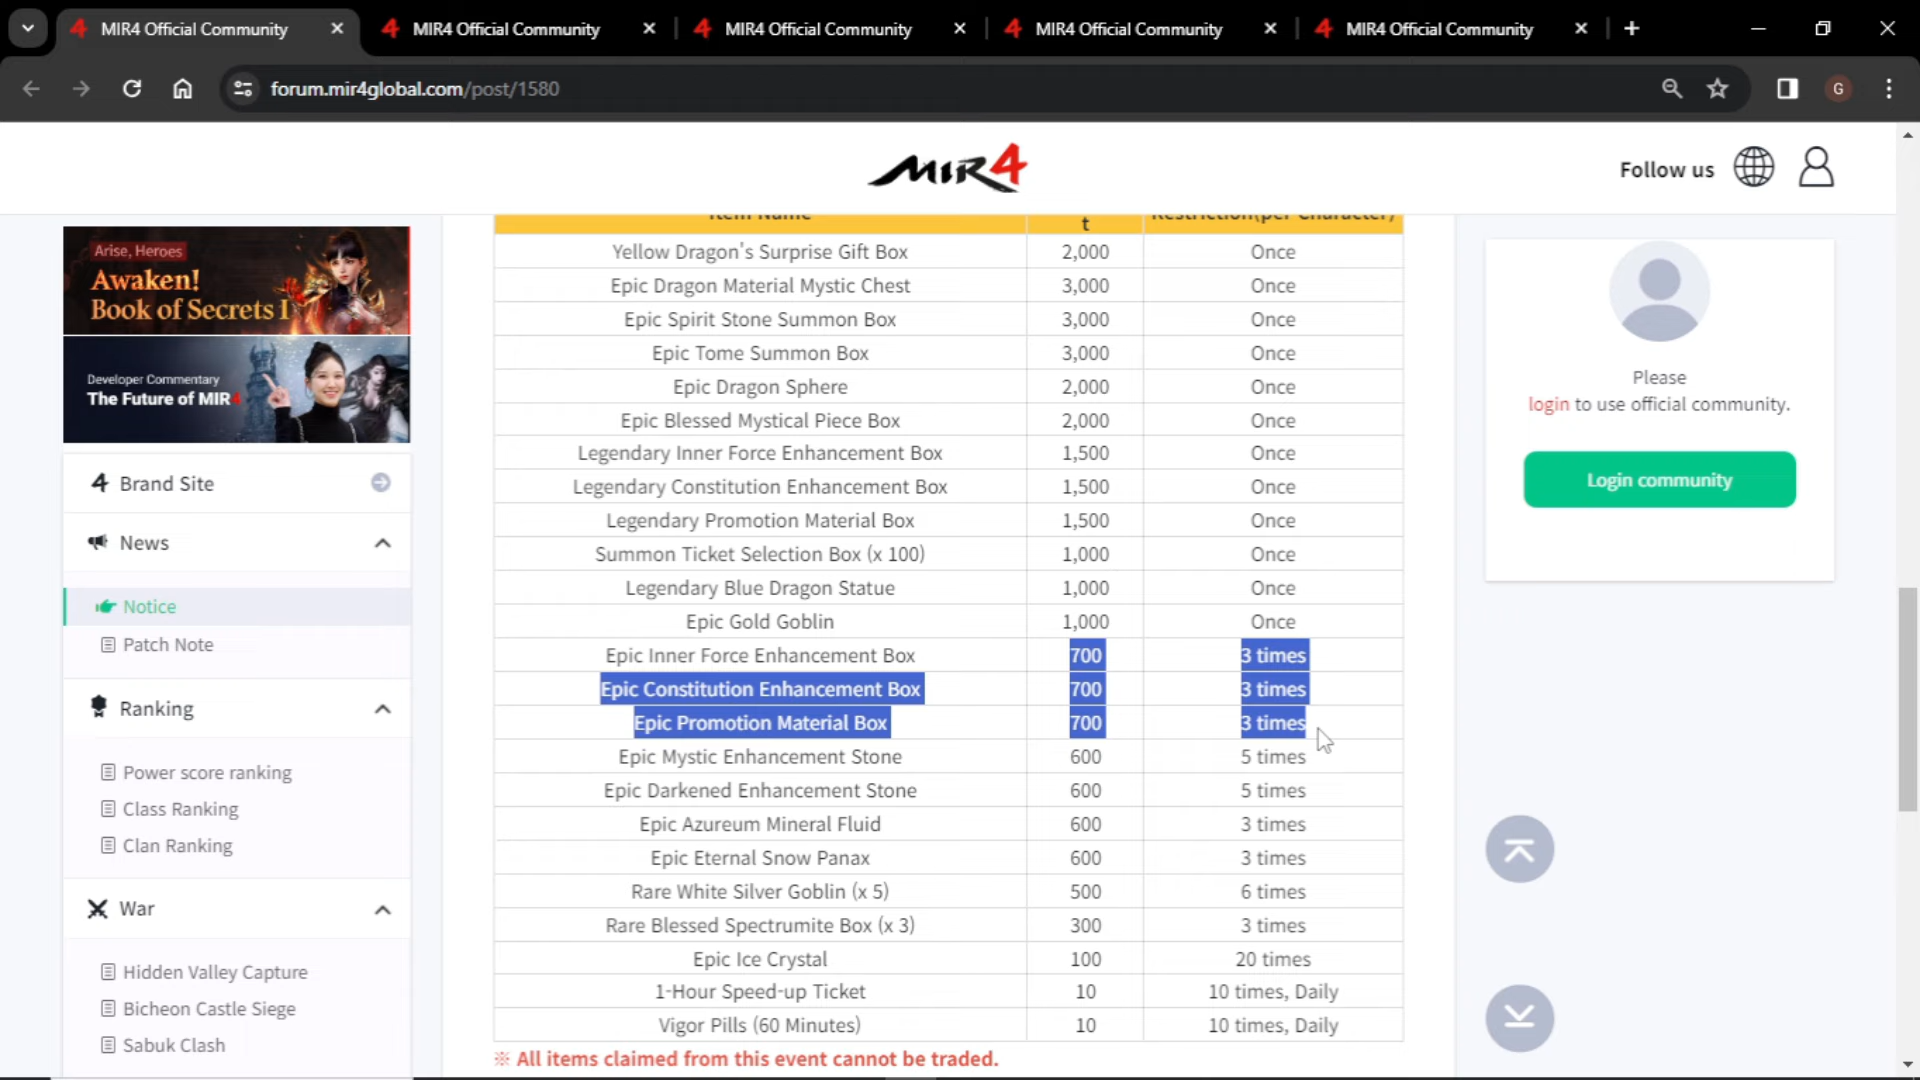 MIR4 Official Community
MIR4 Official Community
MIR4 Official Community
MIR4 Official Community
MIR4 Official Community
forum.mir4global.com/post/1580
G
MIR4
Follow us
Arise, Heroes
Awaken!
Book of Secrets I
Developer Commentary
The Future of MIR4
Brand Site
News
Notice
Patch Note
Ranking
Power score ranking
Class Ranking
Clan Ranking
War
Hidden Valley Capture
Bicheon Castle Siege
Sabuk Clash
Item Name t Restriction(per Character)
Yellow Dragon's Surprise Gift Box 2,000 Once
Epic Dragon Material Mystic Chest 3,000 Once
Epic Spirit Stone Summon Box 3,000 Once
Epic Tome Summon Box 3,000 Once
Epic Dragon Sphere 2,000 Once
Epic Blessed Mystical Piece Box 2,000 Once
Legendary Inner Force Enhancement Box 1,500 Once
Legendary Constitution Enhancement Box 1,500 Once
Legendary Promotion Material Box 1,500 Once
Summon Ticket Selection Box (x 100) 1,000 Once
Legendary Blue Dragon Statue 1,000 Once
Epic Gold Goblin 1,000 Once
Epic Inner Force Enhancement Box 700 3 times
Epic Constitution Enhancement Box 700 3 times
Epic Promotion Material Box 700 3 times
Epic Mystic Enhancement Stone 600 5 times
Epic Darkened Enhancement Stone 600 5 times
Epic Azureum Mineral Fluid 600 3 times
Epic Eternal Snow Panax 600 3 times
Rare White Silver Goblin (x 5) 500 6 times
Rare Blessed Spectrumite Box (x 3) 300 3 times
Epic Ice Crystal 100 20 times
1-Hour Speed-up Ticket 10 10 times, Daily
Vigor Pills (60 Minutes) 10 10 times, Daily
※ All items claimed from this event cannot be traded.
Please
login to use official community.
Login community